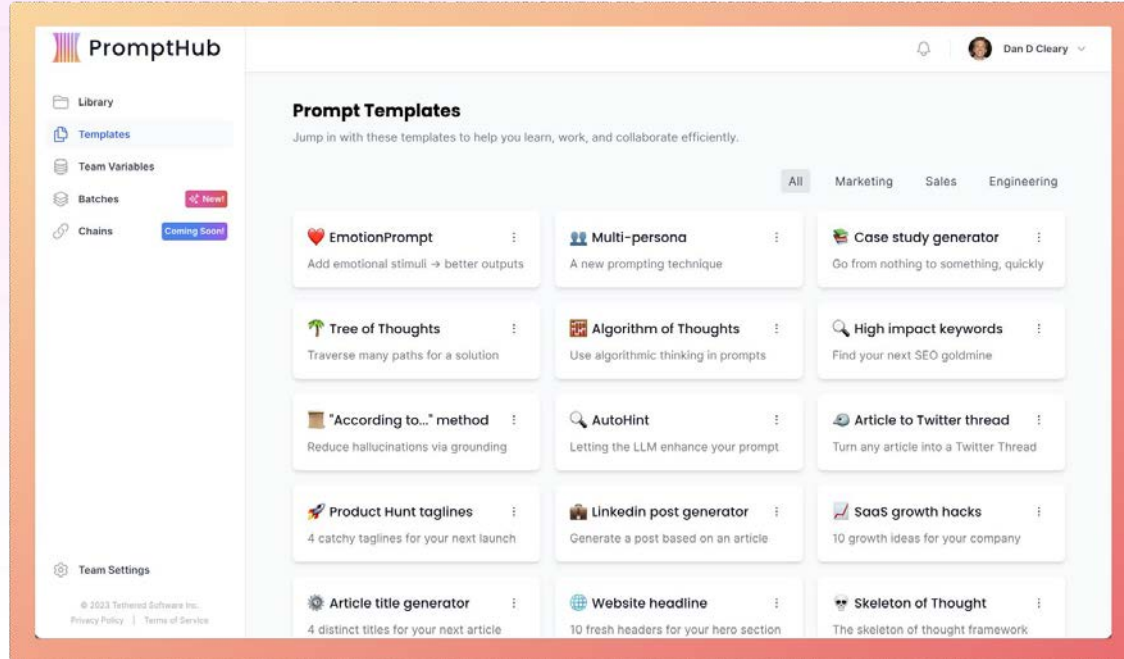 PromptHub
Dan D Cleary
Library
Templates
Team Variables
Batches
New!
Chains
Coming Soon!
Team Settings
© 2023 Tethered Software Inc.
Privacy Policy | Terms of Service
Prompt Templates
Jump in with these templates to help you learn, work, and collaborate efficiently.
All Marketing Sales Engineering
EmotionPrompt
Add emotional stimuli → better outputs
Multi-persona
A new prompting technique
Case study generator
Go from nothing to something, quickly
Tree of Thoughts
Traverse many paths for a solution
Algorithm of Thoughts
Use algorithmic thinking in prompts
High impact keywords
Find your next SEO goldmine
"According to..." method
Reduce hallucinations via grounding
AutoHint
Letting the LLM enhance your prompt
Article to Twitter thread
Turn any article into a Twitter Thread
Product Hunt taglines
4 catchy taglines for your next launch
Linkedin post generator
Generate a post based on an article
SaaS growth hacks
10 growth ideas for your company
Article title generator
4 distinct titles for your next article
Website headline
10 fresh headers for your hero section
Skeleton of Thought
The skeleton of thought framework